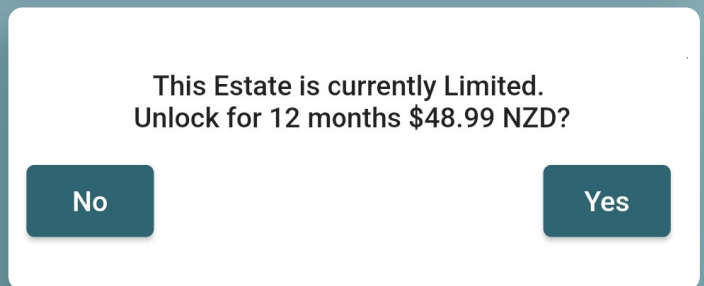 This Estate is currently Limited.
Unlock for 12 months $48.99 NZD?
No
Yes